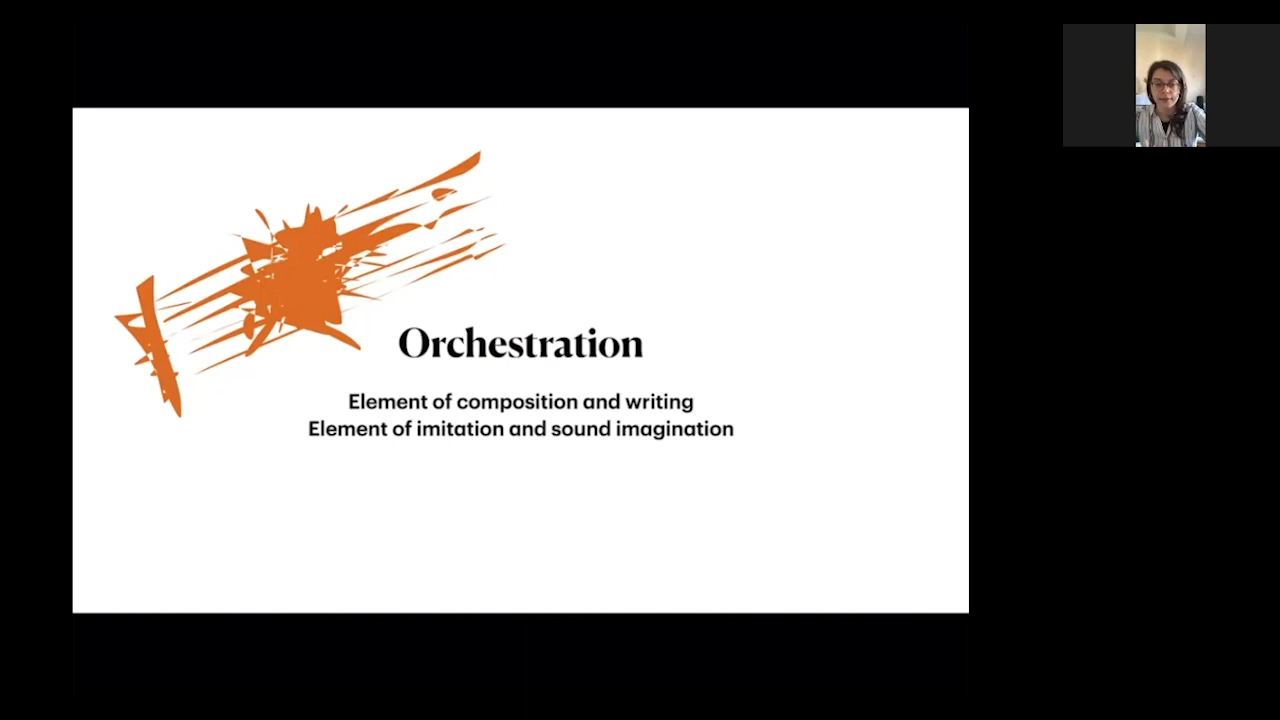 Orchestration
Element of composition and writing
Element of imitation and sound imagination